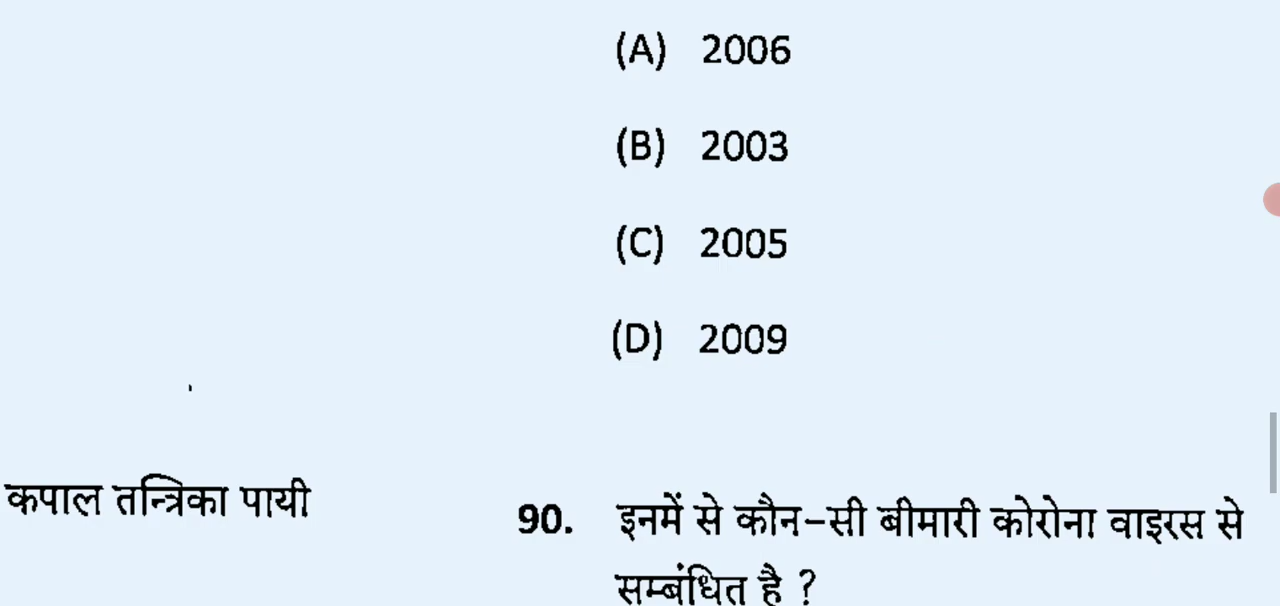 कपाल तन्त्रिका पायी
(A) 2006
(B) 2003
(C) 2005
(D) 2009
90. इनमें से कौन-सी बीमारी कोरोना वाइरस से
सम्बंधित है ?